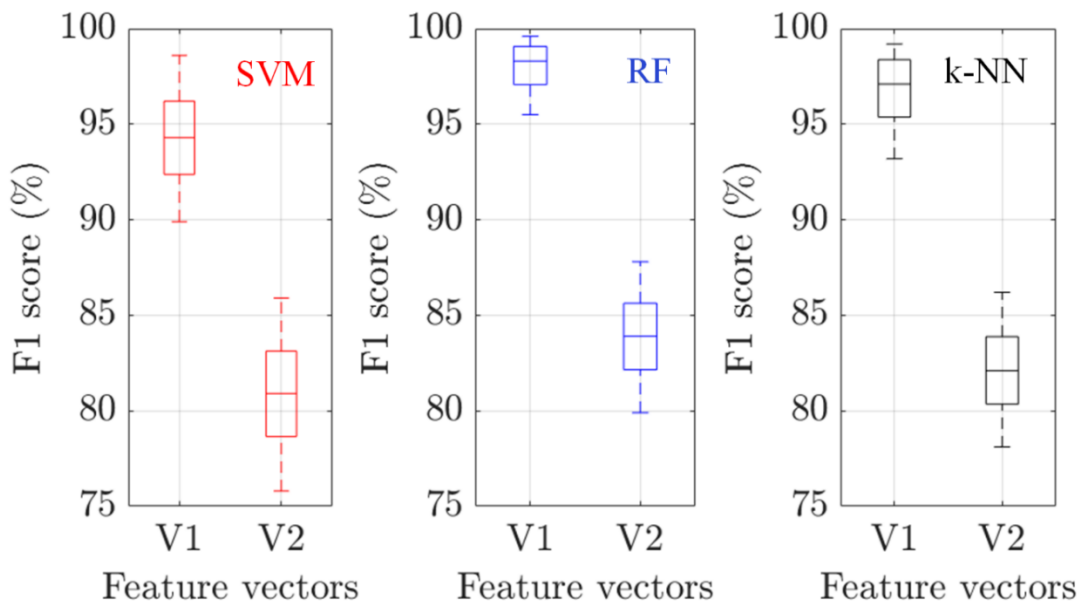 F1 score (%)
100
95
90
85
80
75
SVM
V1
V2
Feature vectors
F1 score (%)
100
95
90
85
80
75
RF
V1
V2
Feature vectors
F1 score (%)
100
95
90
85
80
75
k-NN
V1
V2
Feature vectors